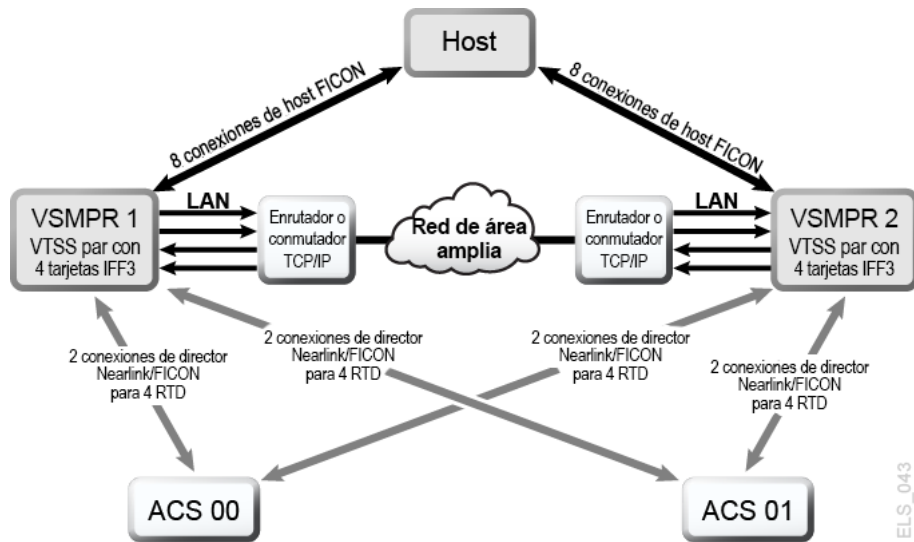 Host
8 conexiones de host FICON
8 conexiones de host FICON
VSMPR 1
VTSS par con
4 tarjetas IFF3
LAN
Enrutador o
conmutador
TCP/IP
Red de área
amplia
Enrutador o
conmutador
TCP/IP
LAN
VSMPR 2
VTSS par con
4 tarjetas IFF3
2 conexiones de director
Nearlink/FICON
para 4 RTD
2 conexiones de director
Nearlink/FICON
para 4 RTD
2 conexiones de director
Nearlink/FICON
para 4 RTD
2 conexiones de director
Nearlink/FICON
para 4 RTD
ACS 00
ACS 01
ELS_043